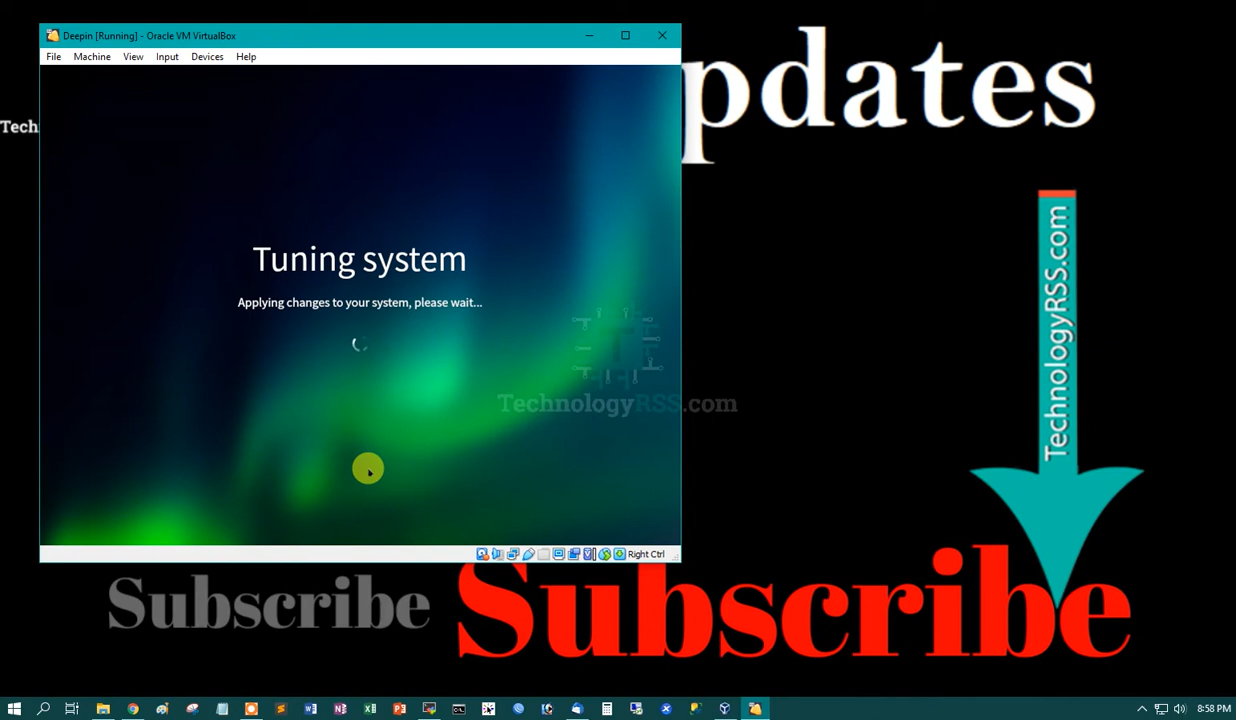 Deepin [Running] - Oracle VM VirtualBox
File Machine View Input Devices Help
pdates
Tech
Tuning system
Applying changes to your system, please wait...
TechnologyRSS.com
TechnologyRSS.com
Right Ctrl
Subscribe
Subscribe
8:58 PM